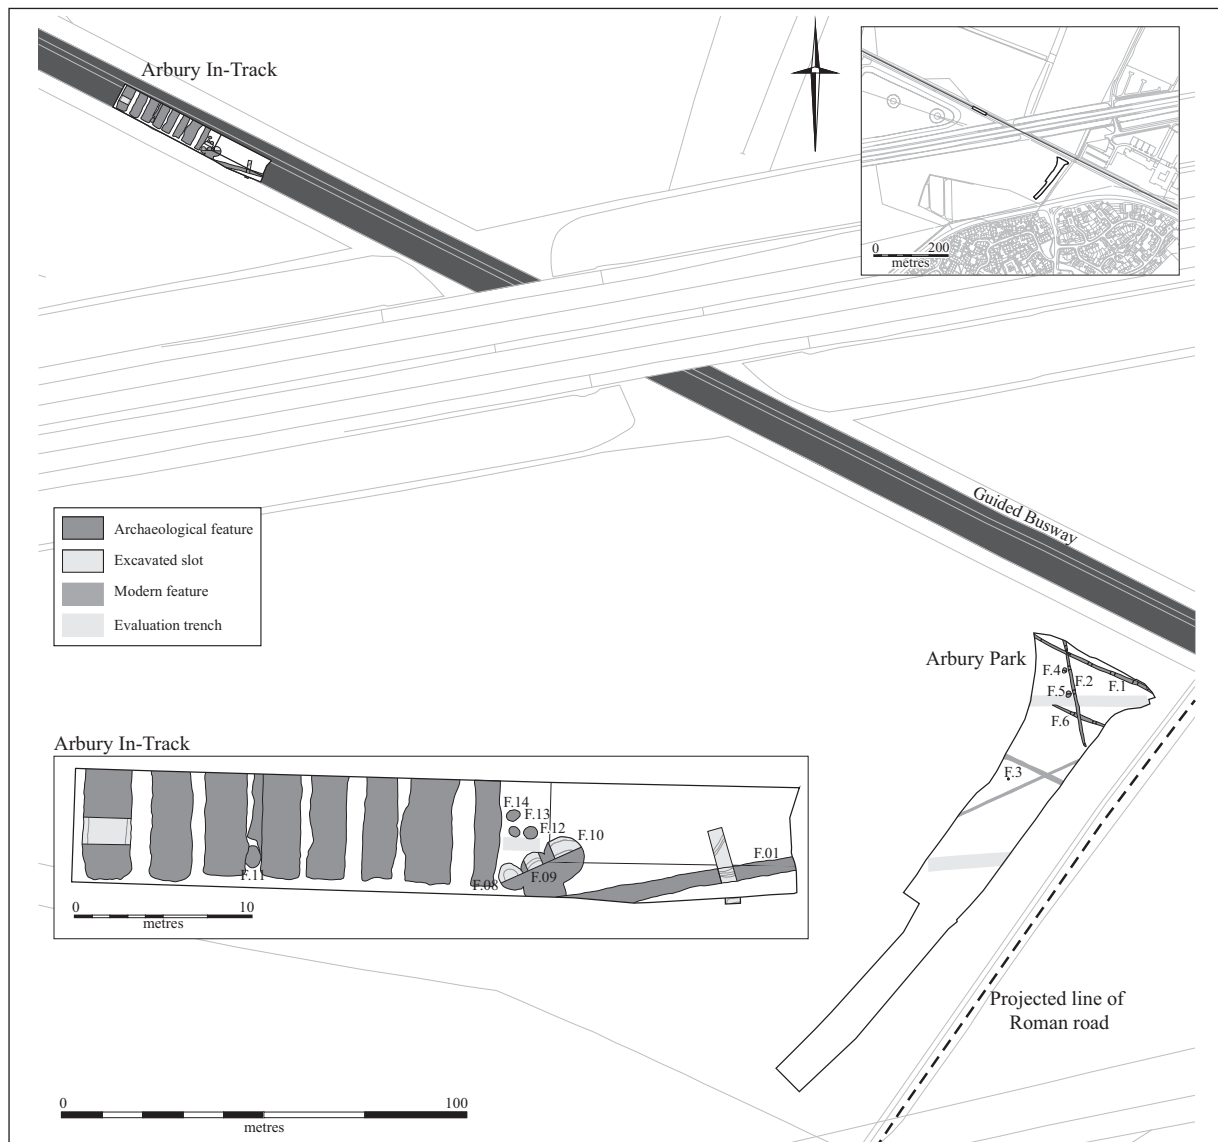 Arbury In-Track
0 200
metres
Guided Busway
Archaeological feature
Excavated slot
Modern feature
Evaluation trench
Arbury Park
F.4
F.2
F.1
F.5
F.6
F.3
Arbury In-Track
F.14
F.13
F.12
F.10
F.01
F.11
F.08
F.09
0 10
metres
Projected line of
Roman road
0 100
metres